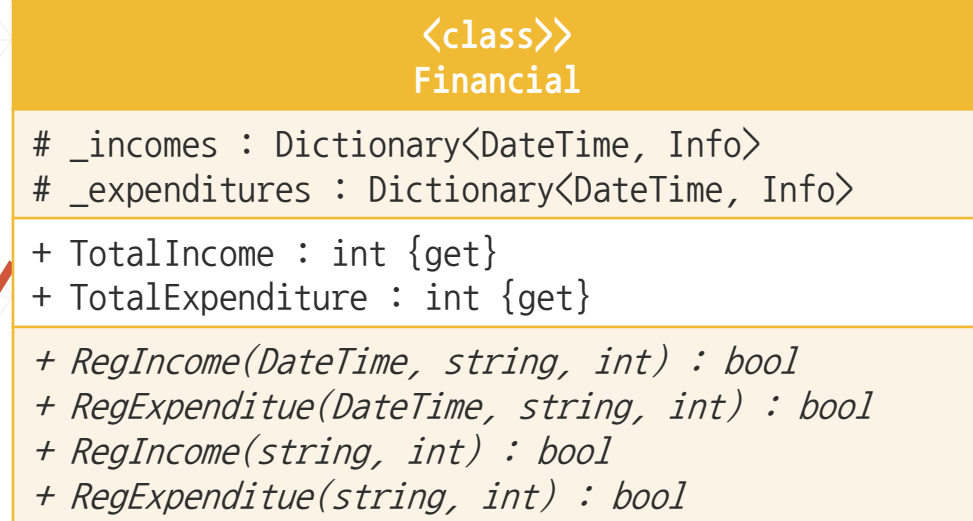 <class>>
Financial
# _incomes : Dictionary<DateTime, Info>
# _expenditures : Dictionary<DateTime, Info>
+ TotalIncome : int {get}
+ TotalExpenditure : int {get}
+ RegIncome(DateTime, string, int) : bool
+ RegExpenditue(DateTime, string, int) : bool
+ RegIncome(string, int) : bool
+ RegExpenditue(string, int) : bool